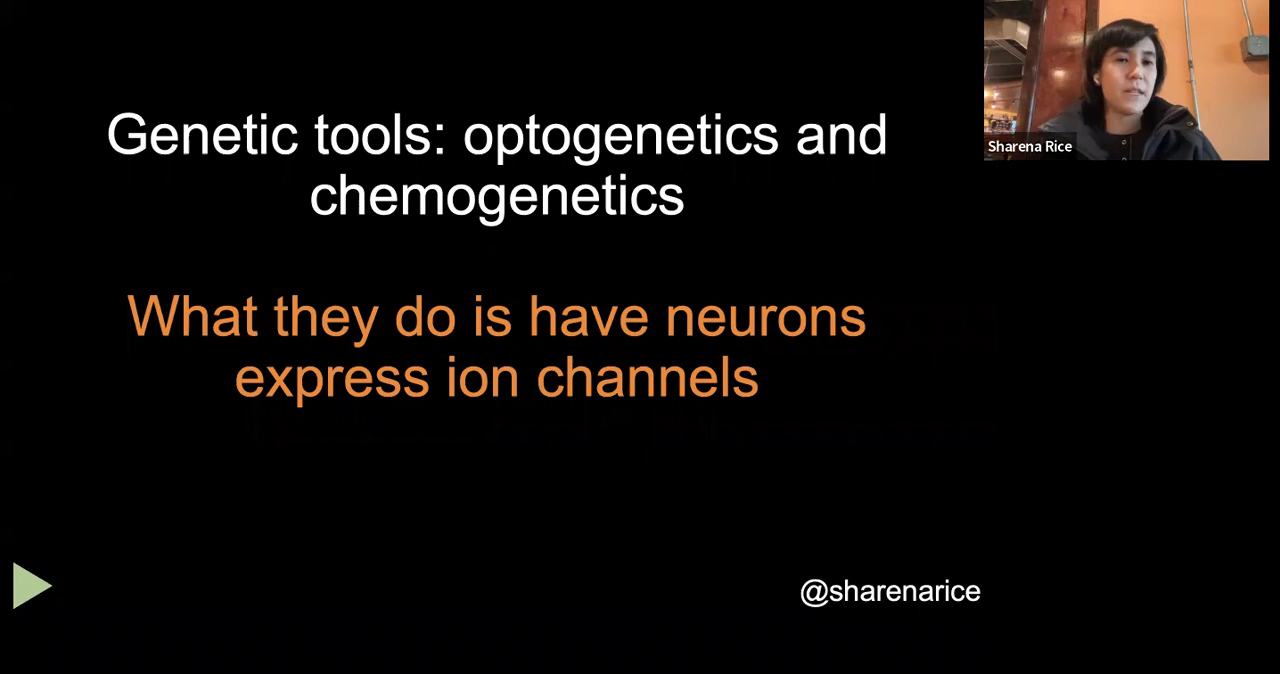 Genetic tools: optogenetics and
chemogenetics
What they do is have neurons
express ion channels
@sharenarice
Sharena Rice